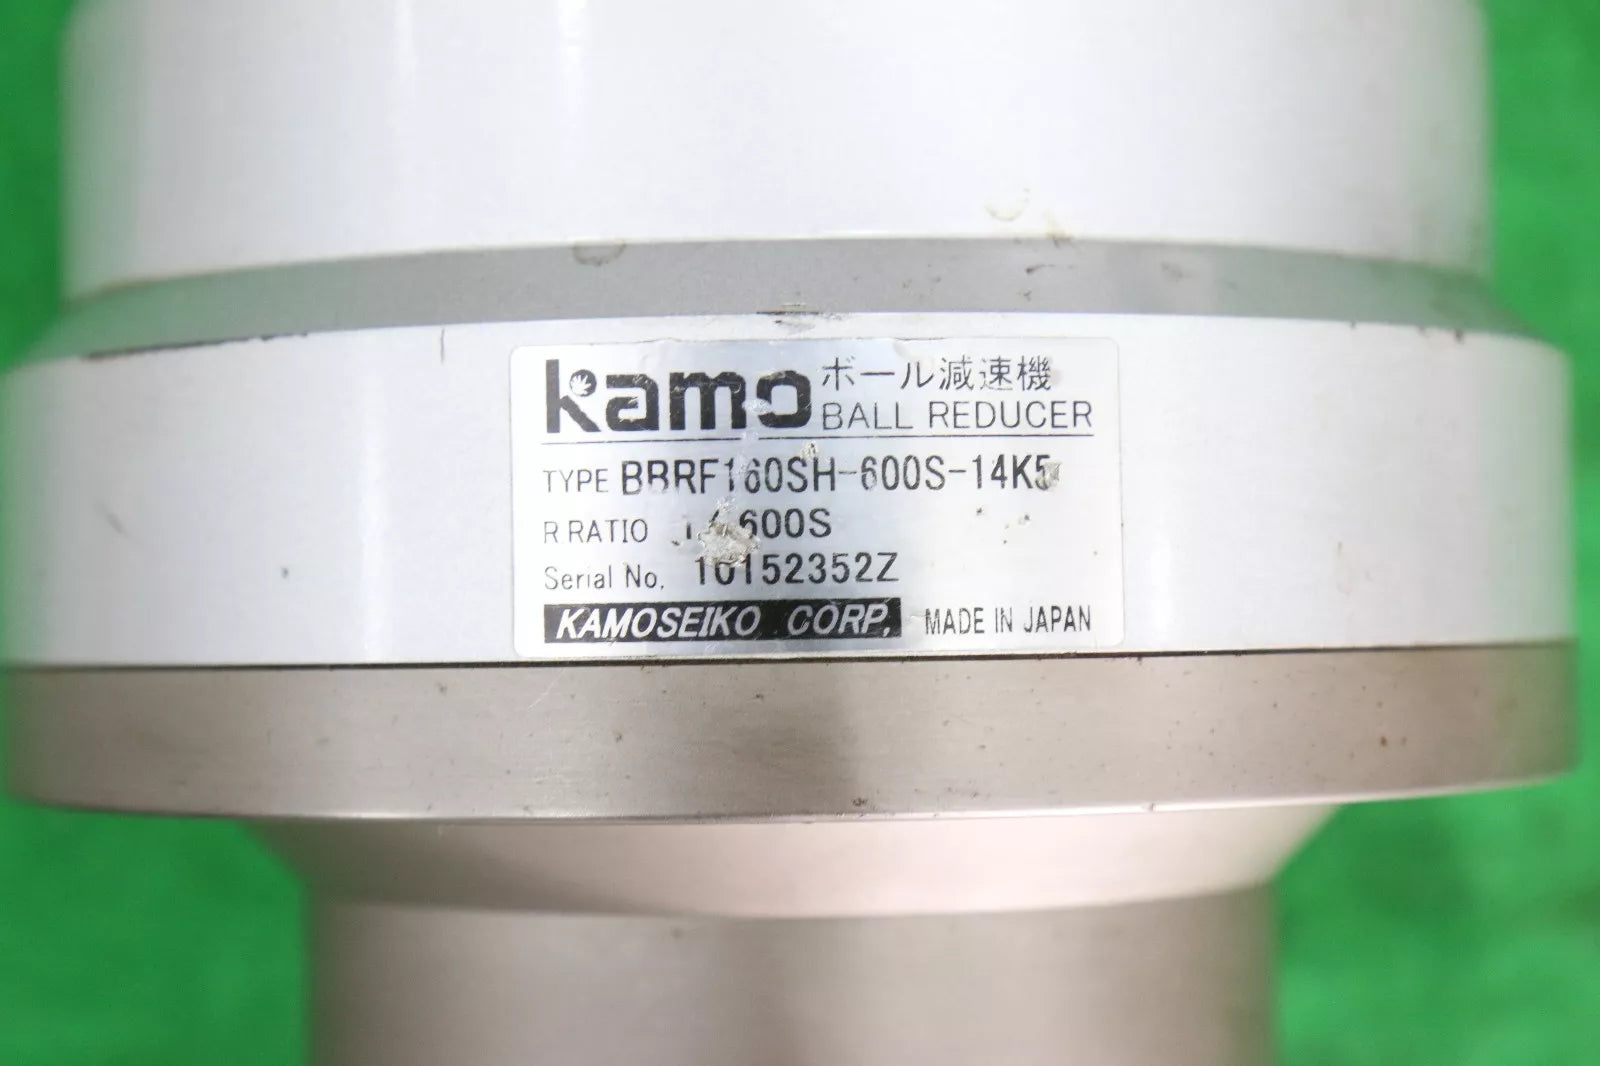 kamo ボール減速機
BALL REDUCER
TYPE BBRF160SH-600S-14K5
R.RATIO 1/600S
Serial No. 10152352Z
KAMOSEIKO CORP. MADE IN JAPAN